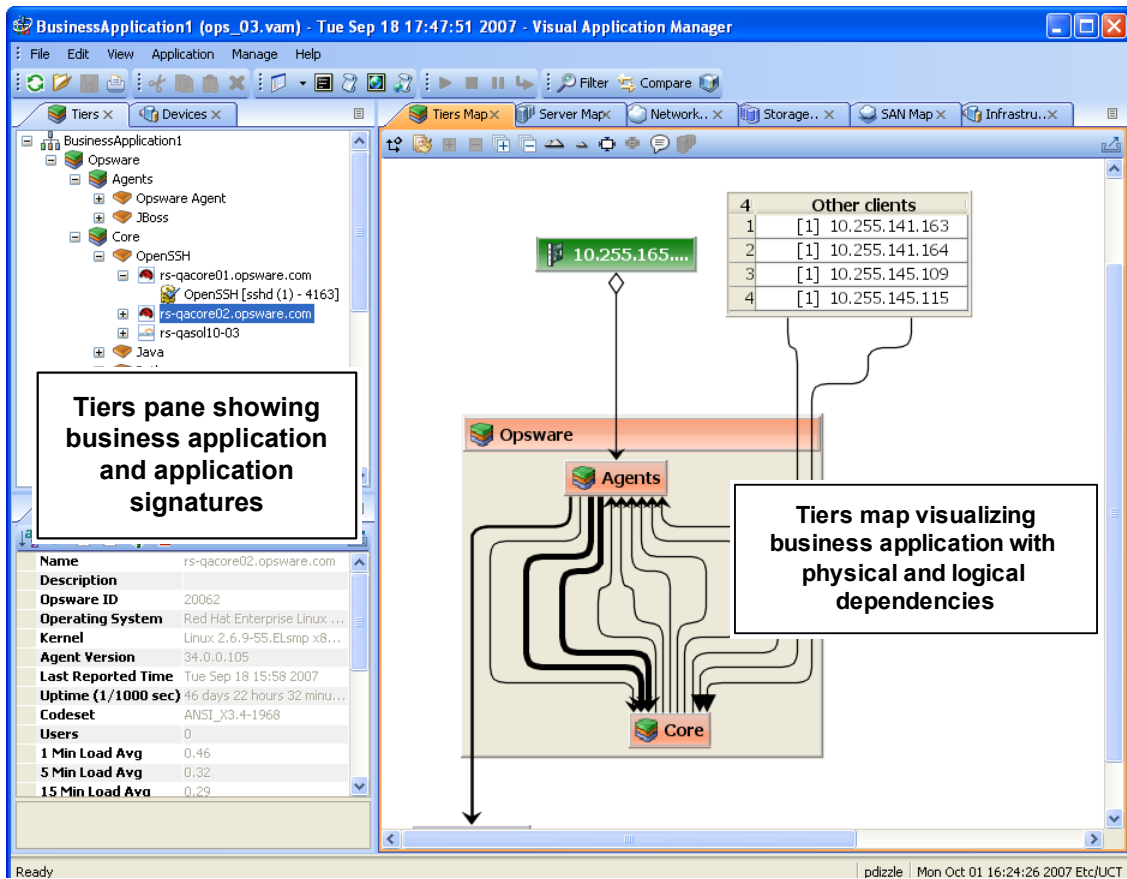 BusinessApplication1 (ops_03.vam) - Tue Sep 18 17:47:51 2007 - Visual Application Manager
File Edit View Application Manage Help
Filter Compare
Tiers Devices
BusinessApplication1
Opsware
Agents
Opsware Agent
JBoss
Core
OpenSSH
rs-qacore01.opsware.com
OpenSSH [sshd (1) - 4163]
rs-qacore02.opsware.com
rs-qasol10-03
Java
Tiers pane showing
business application
and application
signatures
Name rs-qacore02.opsware.com
Description
Opsware ID 20062
Operating System Red Hat Enterprise Linux ...
Kernel Linux 2.6.9-55.ELsmp x8...
Agent Version 34.0.0.105
Last Reported Time Tue Sep 18 15:58 2007
Uptime (1/1000 sec) 46 days 22 hours 32 minu...
Codeset ANSI_X3.4-1968
Users 0
1 Min Load Avg 0.46
5 Min Load Avg 0.32
15 Min Load Avg 0.29
Tiers Map Server Map Network.. Storage.. SAN Map Infrastru..
10.255.165....
4 Other clients
1 [1] 10.255.141.163
2 [1] 10.255.141.164
3 [1] 10.255.145.109
4 [1] 10.255.145.115
Opsware
Agents
Core
Tiers map visualizing
business application with
physical and logical
dependencies
Ready
pdizzle Mon Oct 01 16:24:26 2007 Etc/UCT